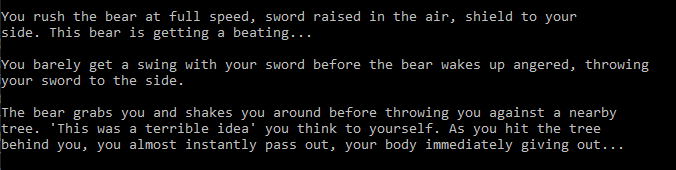 You rush the bear at full speed, sword raised in the air, shield to your
side. This bear is getting a beating...
You barely get a swing with your sword before the bear wakes up angered, throwing
your sword to the side.
The bear grabs you and shakes you around before throwing you against a nearby
tree. 'This was a terrible idea' you think to yourself. As you hit the tree
behind you, you almost instantly pass out, your body immediately giving out...